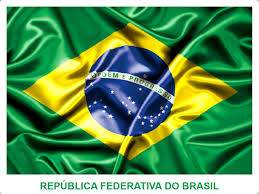 ORDEM E PROGRESSO
REPÚBLICA FEDERATIVA DO BRASIL